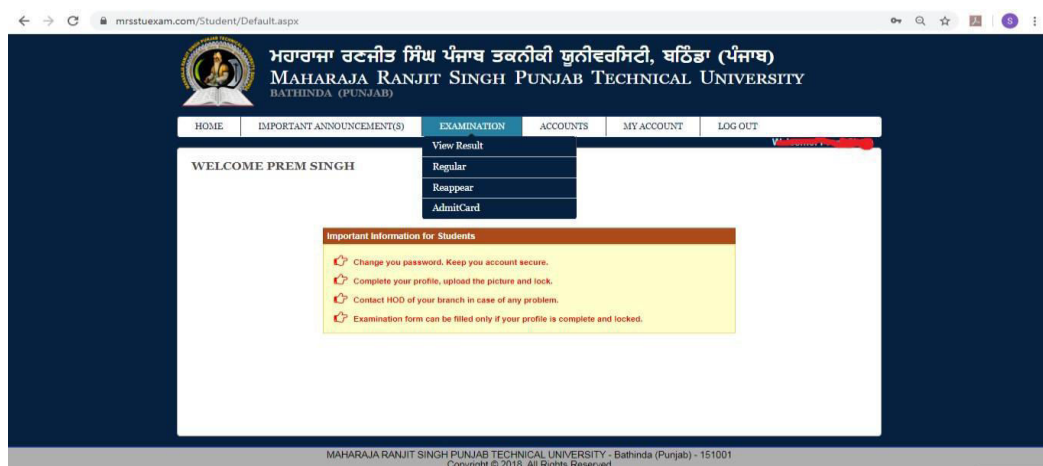 mrsstuexam.com/Student/Default.aspx
S
ਮਹਾਰਾਜਾ ਰਣਜੀਤ ਸਿੰਘ ਪੰਜਾਬ ਤਕਨੀਕੀ ਯੂਨੀਵਰਸਿਟੀ, ਬਠਿੰਡਾ (ਪੰਜਾਬ)
MAHARAJA RANJIT SINGH PUNJAB TECHNICAL UNIVERSITY
BATHINDA (PUNJAB)
HOME IMPORTANT ANNOUNCEMENT(S) EXAMINATION ACCOUNTS MY ACCOUNT LOG OUT
View Result
WELCOME PREM SINGH
Regular
Reappear
AdmitCard
Important Information for Students
Change you password. Keep you account secure.
Complete your profile, upload the picture and lock.
Contact HOD of your branch in case of any problem.
Examination form can be filled only if your profile is complete and locked.
MAHARAJA RANJIT SINGH PUNJAB TECHNICAL UNIVERSITY - Bathinda (Punjab) - 151001
Copyright © 2018. All Rights Reserved